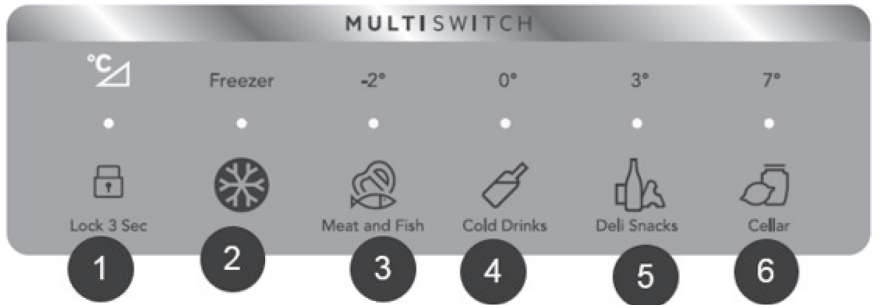 MULTISWITCH
°C Freezer -2° 0° 3° 7°
Lock 3 Sec Meat and Fish Cold Drinks Deli Snacks Cellar
1 2 3 4 5 6